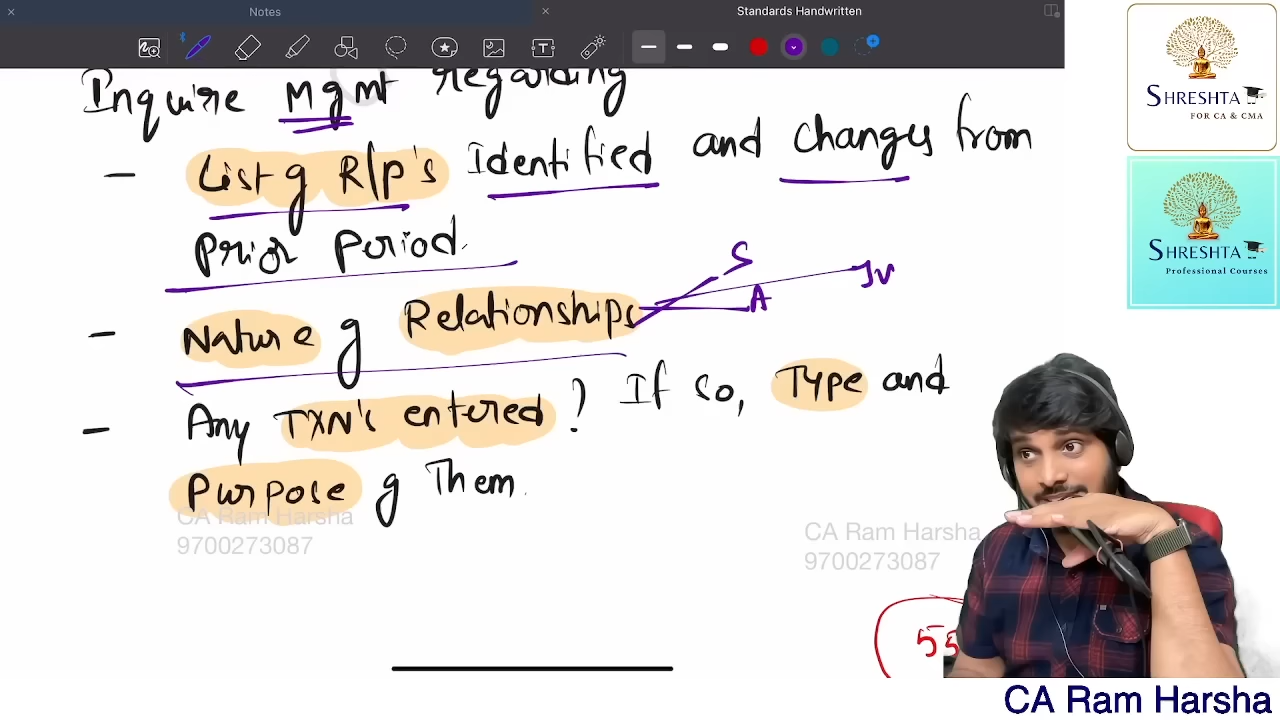 Notes
Standards Handwritten
Inquire Mgmt regarding
- List of R/p's Identified and changes from
Prior Period.
S
JV
A
- Nature of Relationships
- Any TXN's entered? If so, Type and
Purpose of Them.
CA Ram Harsha
9700273087
CA Ram Harsha
9700273087
55
SHRESHTA
FOR CA & CMA
SHRESHTA
Professional Courses
CA Ram Harsha